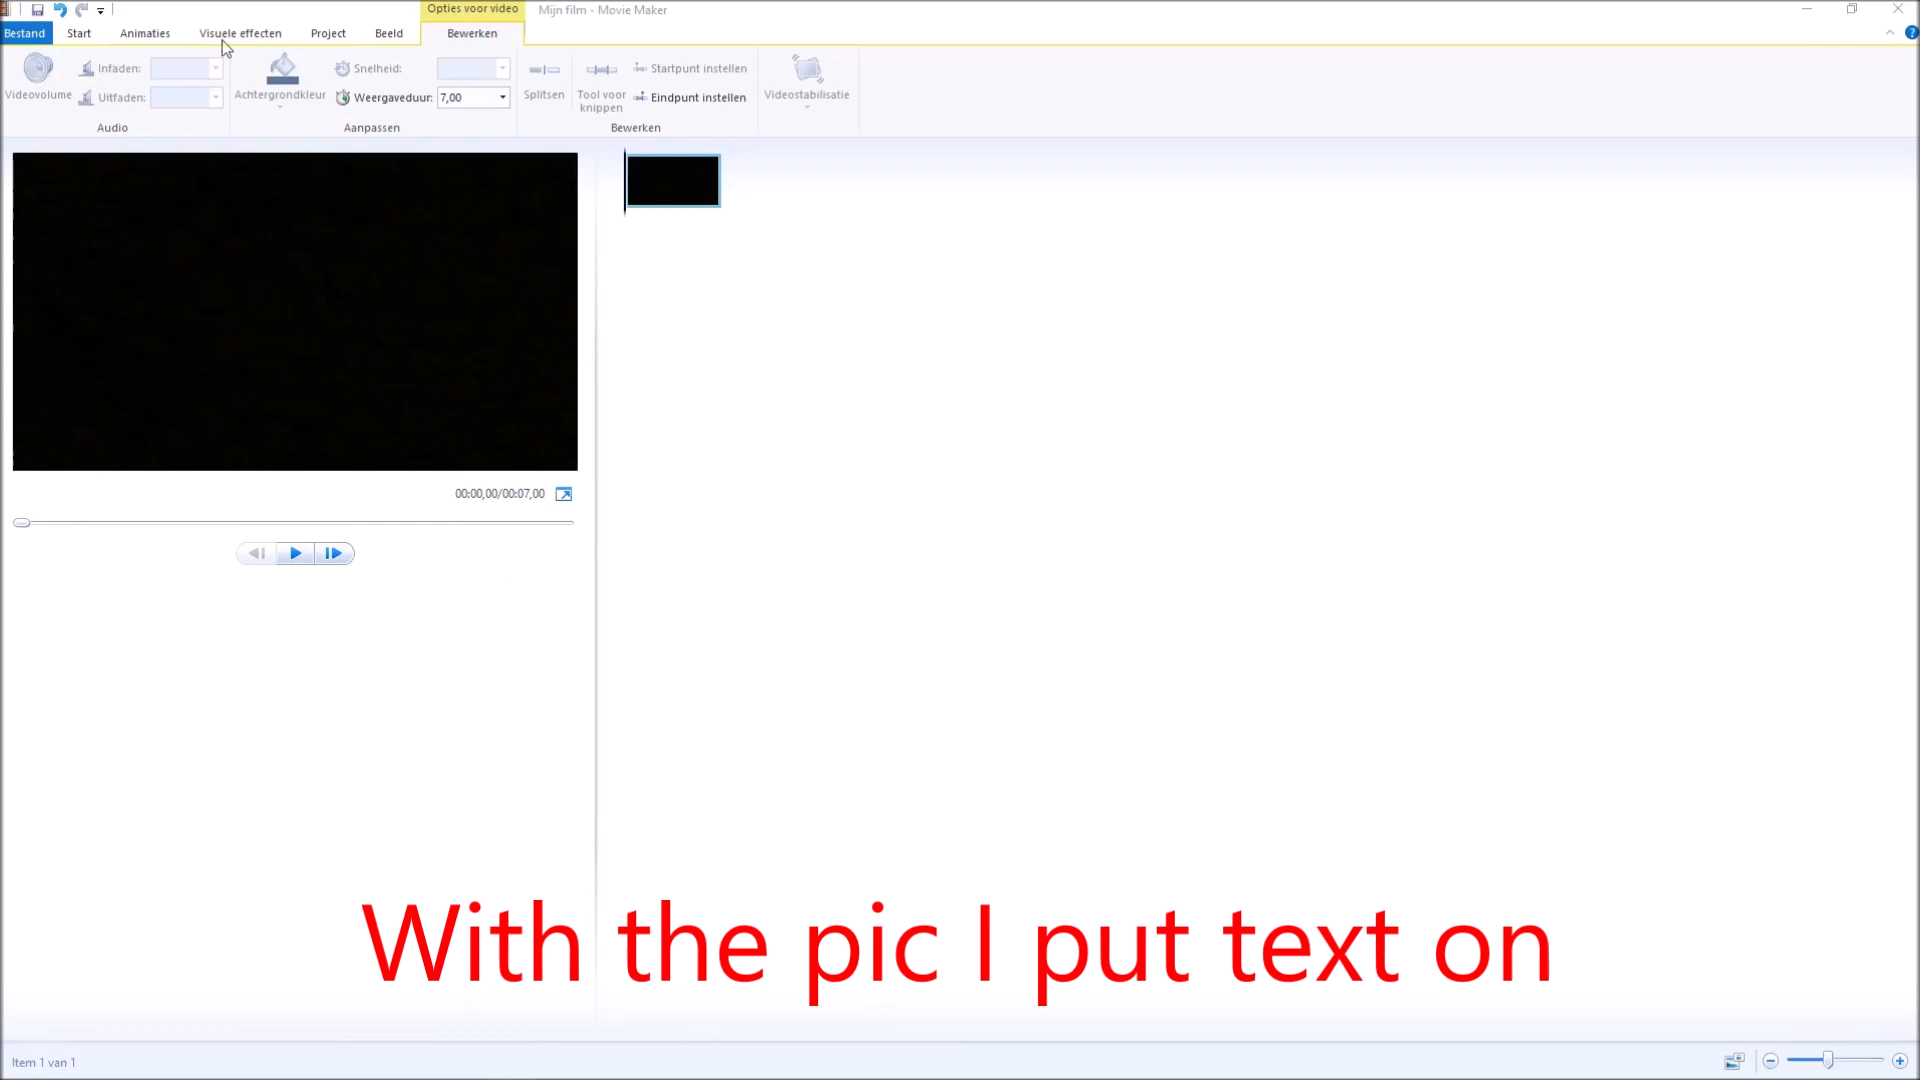 Opties voor video
Mijn film - Movie Maker
Bestand
Start
Animaties
Visuele effecten
Project
Beeld
Bewerken
Videovolume
Infaden:
Uitfaden:
Audio
Achtergrondkleur
Snelheid:
Weergaveduur: 7,00
Aanpassen
Splitsen
Tool voor
knippen
Startpunt instellen
Eindpunt instellen
Bewerken
Videostabilisatie
00:00,00/00:07,00
With the pic I put text on
Item 1 van 1